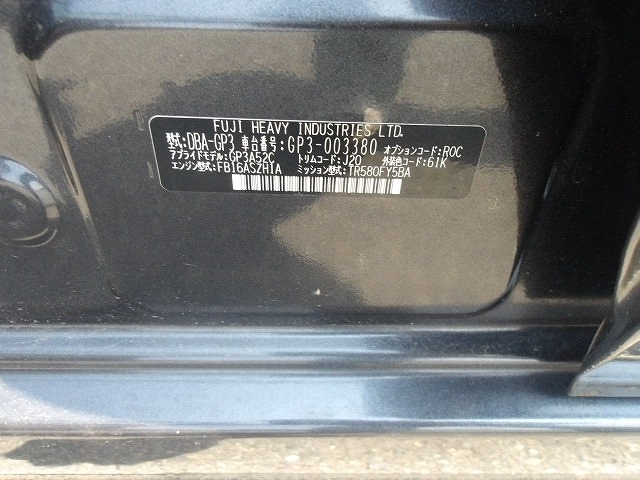 FUJI HEAVY INDUSTRIES LTD.
型式:DBA-GP3 車台番号:GP3-003380 オプションコード:ROC
アプライドモデル:GP3A52C トリムコード:J20 外装色コード:61K
エンジン型式:FB16ASZH1A ミッション型式:TR580FY5BA